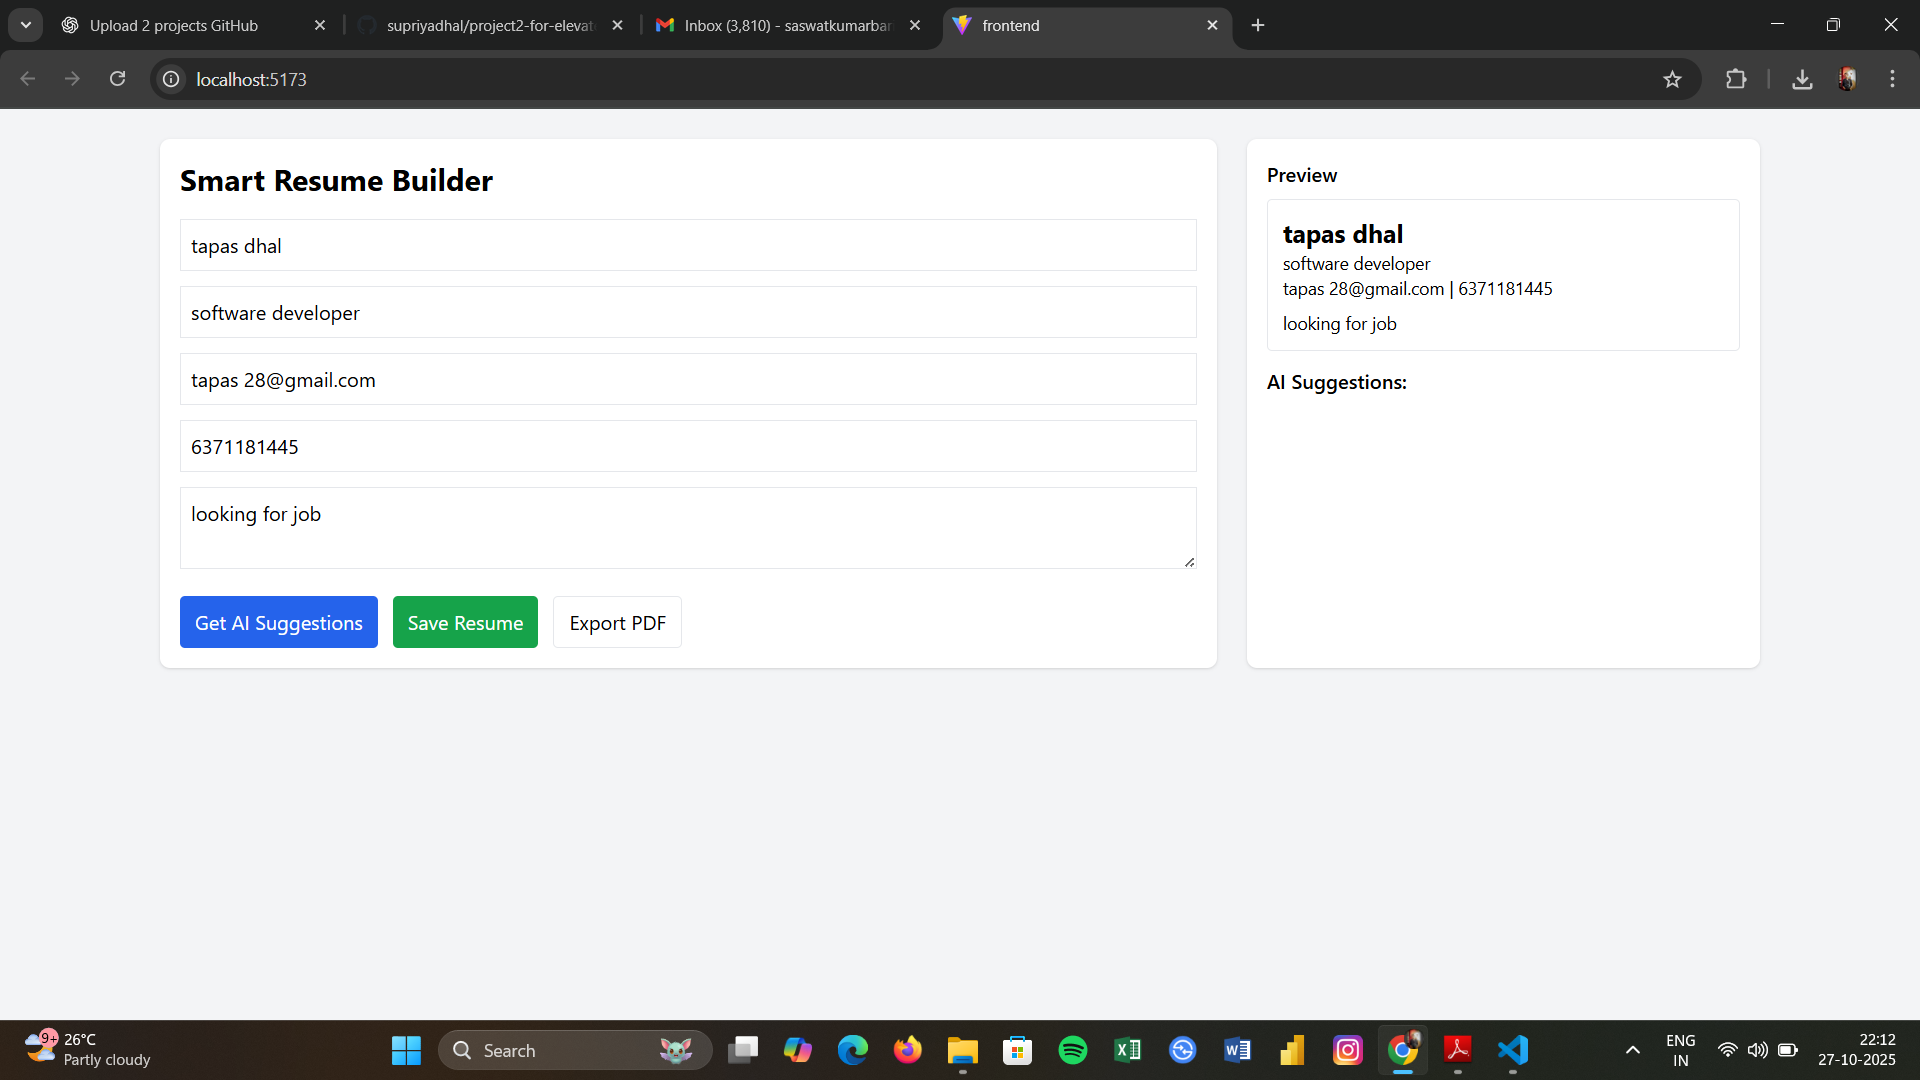 Upload 2 projects GitHub
supriyadhal/project2-for-elevat
Inbox (3,810) - saswatkumarbar
frontend
localhost:5173
Smart Resume Builder
tapas dhal
software developer
tapas 28@gmail.com
6371181445
looking for job
Get AI Suggestions
Save Resume
Export PDF
Preview
tapas dhal
software developer
tapas 28@gmail.com | 6371181445
looking for job
AI Suggestions:
9+
26°C
Partly cloudy
Search
ENG
IN
22:12
27-10-2025